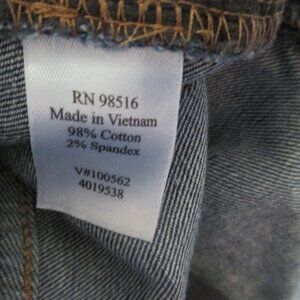 RN 98516
Made in Vietnam
98% Cotton
2% Spandex
V#100562
4019538